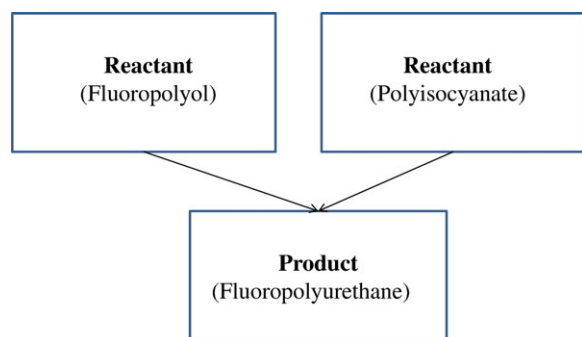 Reactant
(Fluoropolyol)
Reactant
(Polyisocyanate)
Product
(Fluoropolyurethane)